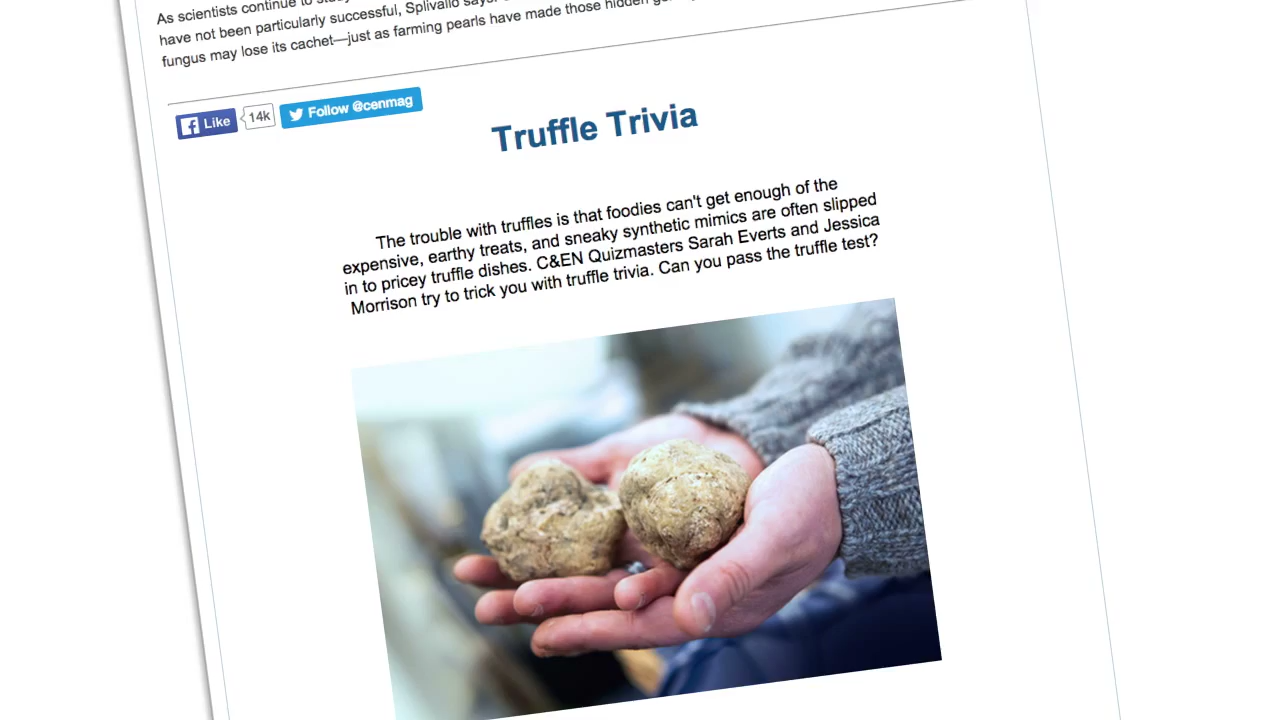 As scientists continue to
have not been particularly successful, Splivallo says.
fungus may lose its cachet—just as farming pearls have made those hidden
Like
14k
Follow @cenmag
Truffle Trivia
The trouble with truffles is that foodies can't get enough of the
expensive, earthy treats, and sneaky synthetic mimics are often slipped
in to pricey truffle dishes. C&EN Quizmasters Sarah Everts and Jessica
Morrison try to trick you with truffle trivia. Can you pass the truffle test?